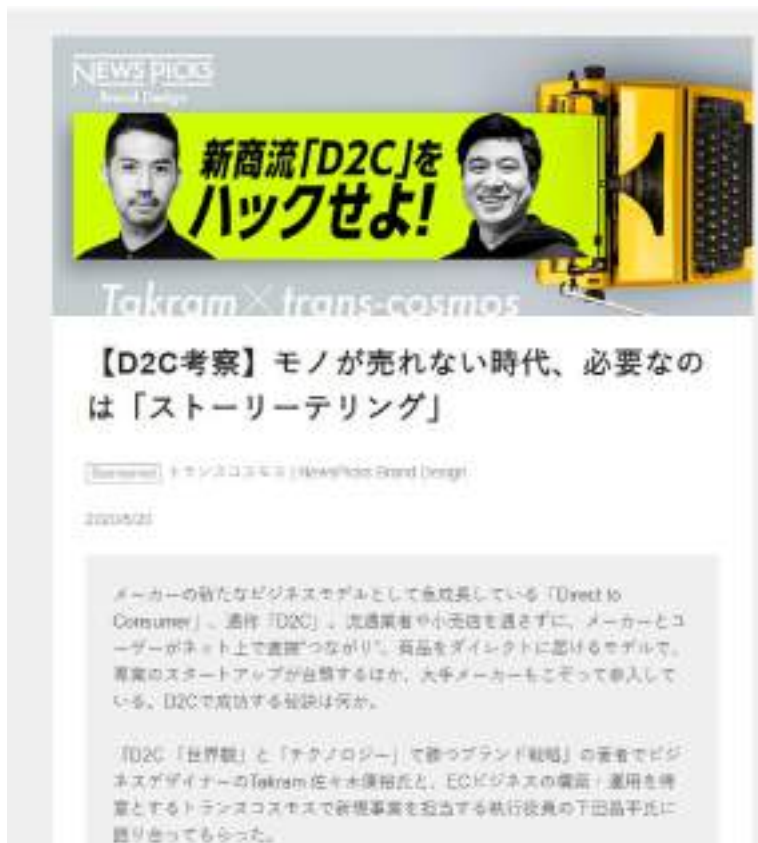 NEWS PICKS
Brand Design
新商流「D2C」を
ハックせよ!
Takram×trans-cosmos
【D2C考察】モノが売れない時代、必要なの
は「ストーリーテリング」
Sponsored トランスコスモス | NewsPicks Brand Design
メーカーの新たなビジネスモデルとして急成長している「Direct to
Consumer」、通称「D2C」。流通業者や小売店を通さずに、メーカーとユ
ーザーがネット上で直接“つながり”、商品をダイレクトに届けるモデルで、
専業のスタートアップが台頭するほか、大手メーカーもこぞって参入して
いる。D2Cで成功する秘訣は何か。
『D2C 「世界観」と「テクノロジー」で勝つブランド戦略』の著者でビジ
ネスデザイナーのTakram 佐々木康裕氏と、ECビジネスの構築・運用を得
意とするトランスコスモスで新規事業を担当する執行役員の下田昌平氏に
語り合ってもらった。